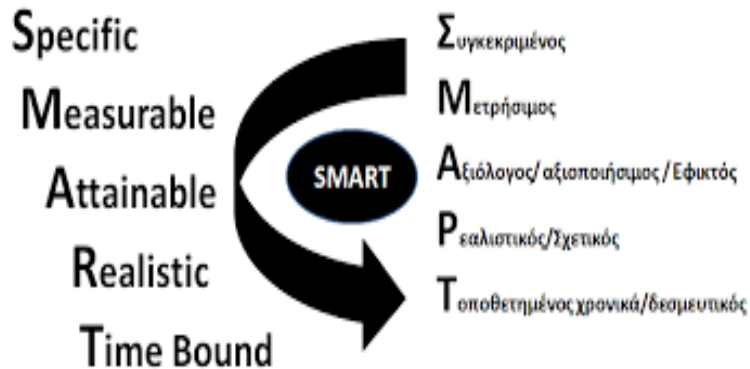 Specific
Measurable
Attainable
Realistic
Time Bound
SMART
Συγκεκριμένος
Μετρήσιμος
Αξιόλογος/ αξιοποιήσιμος / Εφικτός
Ρεαλιστικός/Σχετικός
Τοποθετημένος χρονικά/δεσμευτικός